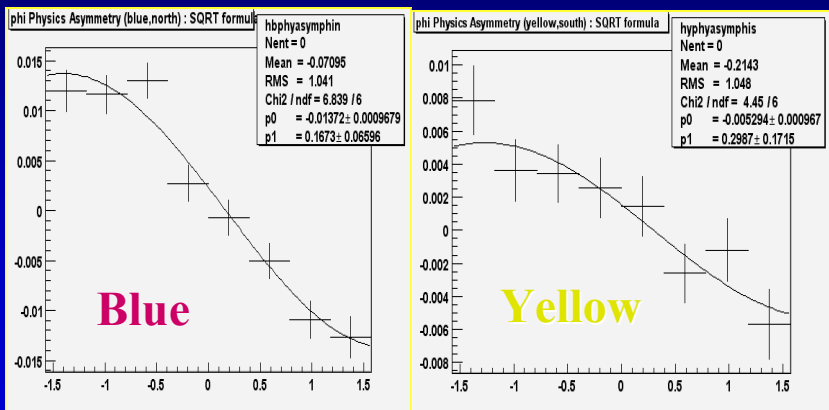 phi Physics Asymmetry (blue,north) : SQRT formula
hbphyasymphin
Nent = 0
Mean = -0.07095
RMS = 1.041
Chi2 / ndf = 6.839 / 6
p0 = -0.01372± 0.0009679
p1 = 0.1673± 0.06596
0.015
0.01
0.005
0
-0.005
-0.01
-0.015
-1.5 -1 -0.5 0 0.5 1 1.5
Blue
phi Physics Asymmetry (yellow,south) : SQRT formula
hyphyasymphis
Nent = 0
Mean = -0.2143
RMS = 1.048
Chi2 / ndf = 4.45 / 6
p0 = -0.005294± 0.000967
p1 = 0.2987± 0.1715
0.01
0.008
0.006
0.004
0.002
0
-0.002
-0.004
-0.006
-0.008
-1.5 -1 -0.5 0 0.5 1 1.5
Yellow